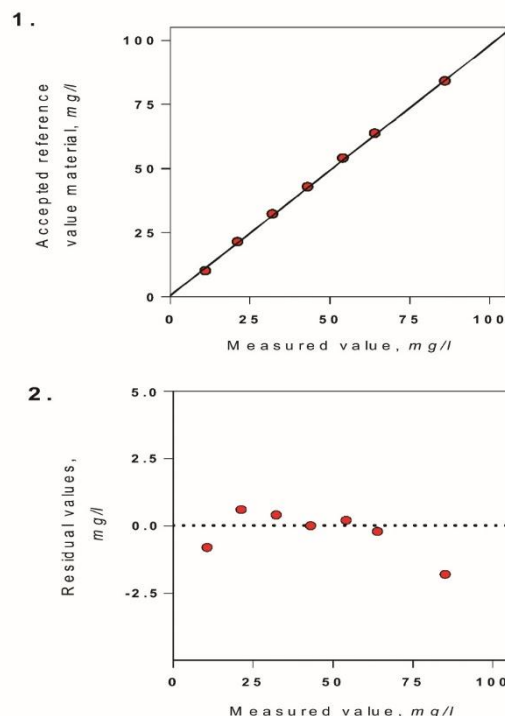 1.
Accepted reference
value material, mg/l
100
75
50
25
0
0 25 50 75 100
Measured value, mg/l
2.
Residual values,
mg/l
5.0
2.5
0.0
-2.5
0 25 50 75 100
Measured value, mg/l